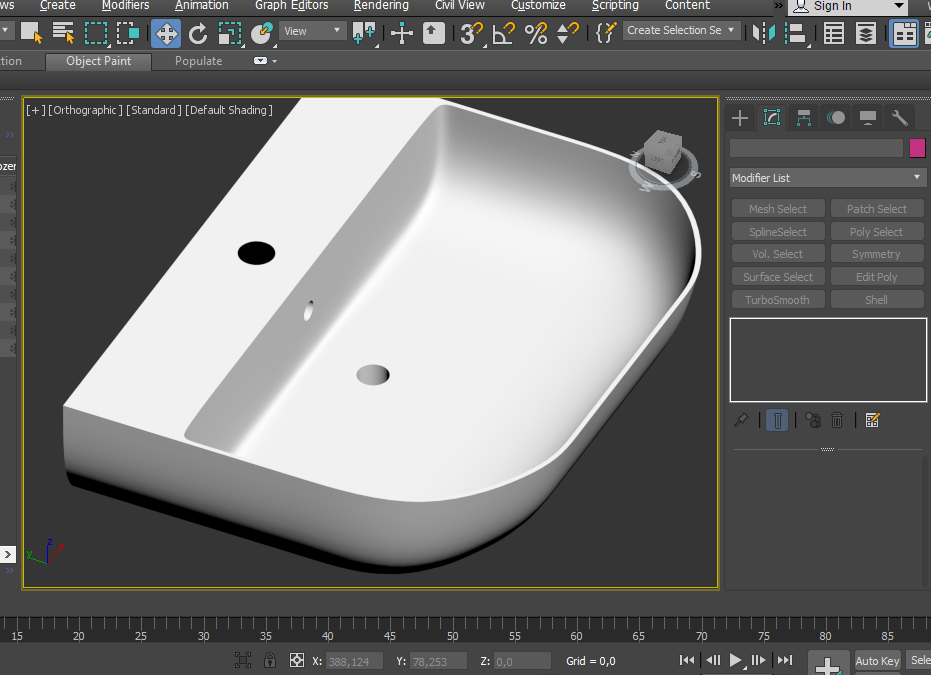 ws Create Modifiers Animation Graph Editors Rendering Civil View Customize Scripting Content » Sign In
View 3 Create Selection Se
tion Object Paint Populate
[+] [Orthographic] [Standard] [Default Shading]
ozen
Modifier List
Mesh Select Patch Select
SplineSelect Poly Select
Vol. Select Symmetry
Surface Select Edit Poly
TurboSmooth Shell
z
y x
15 20 25 30 35 40 45 50 55 60 65 70 75 80 85
X: 388,124 Y: 78,253 Z: 0,0 Grid = 0,0 Auto Key Sele